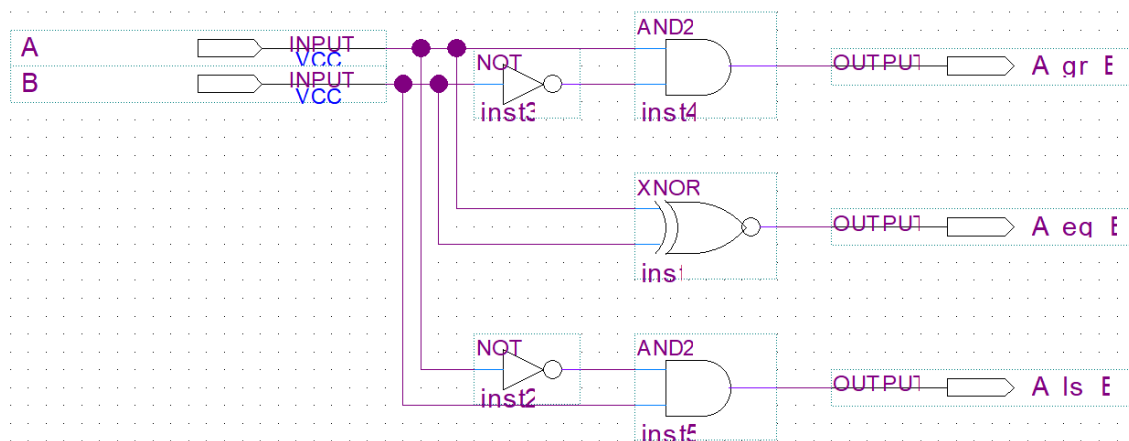 AND2
A INPUT VCC
NOT
OUTPUT A gr
B INPUT VCC
inst3
inst4
XNOR
OUTPUT A eq
inst
NOT
AND2
OUTPUT A ls
inst2
inst5